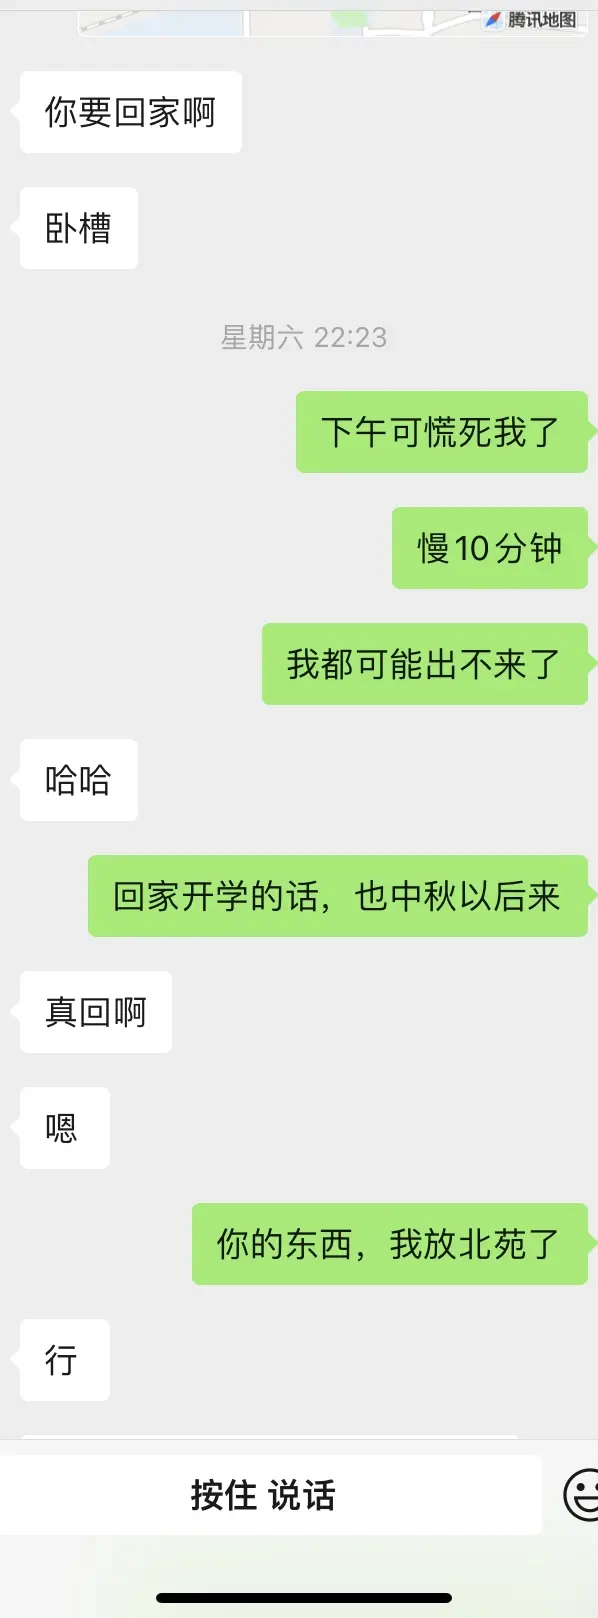 腾讯地图
你要回家啊
卧槽
星期六 22:23
下午可慌死我了
慢10分钟
我都可能出不来了
哈哈
回家开学的话，也中秋以后来
真回啊
嗯
你的东西，我放北苑了
行
按住 说话